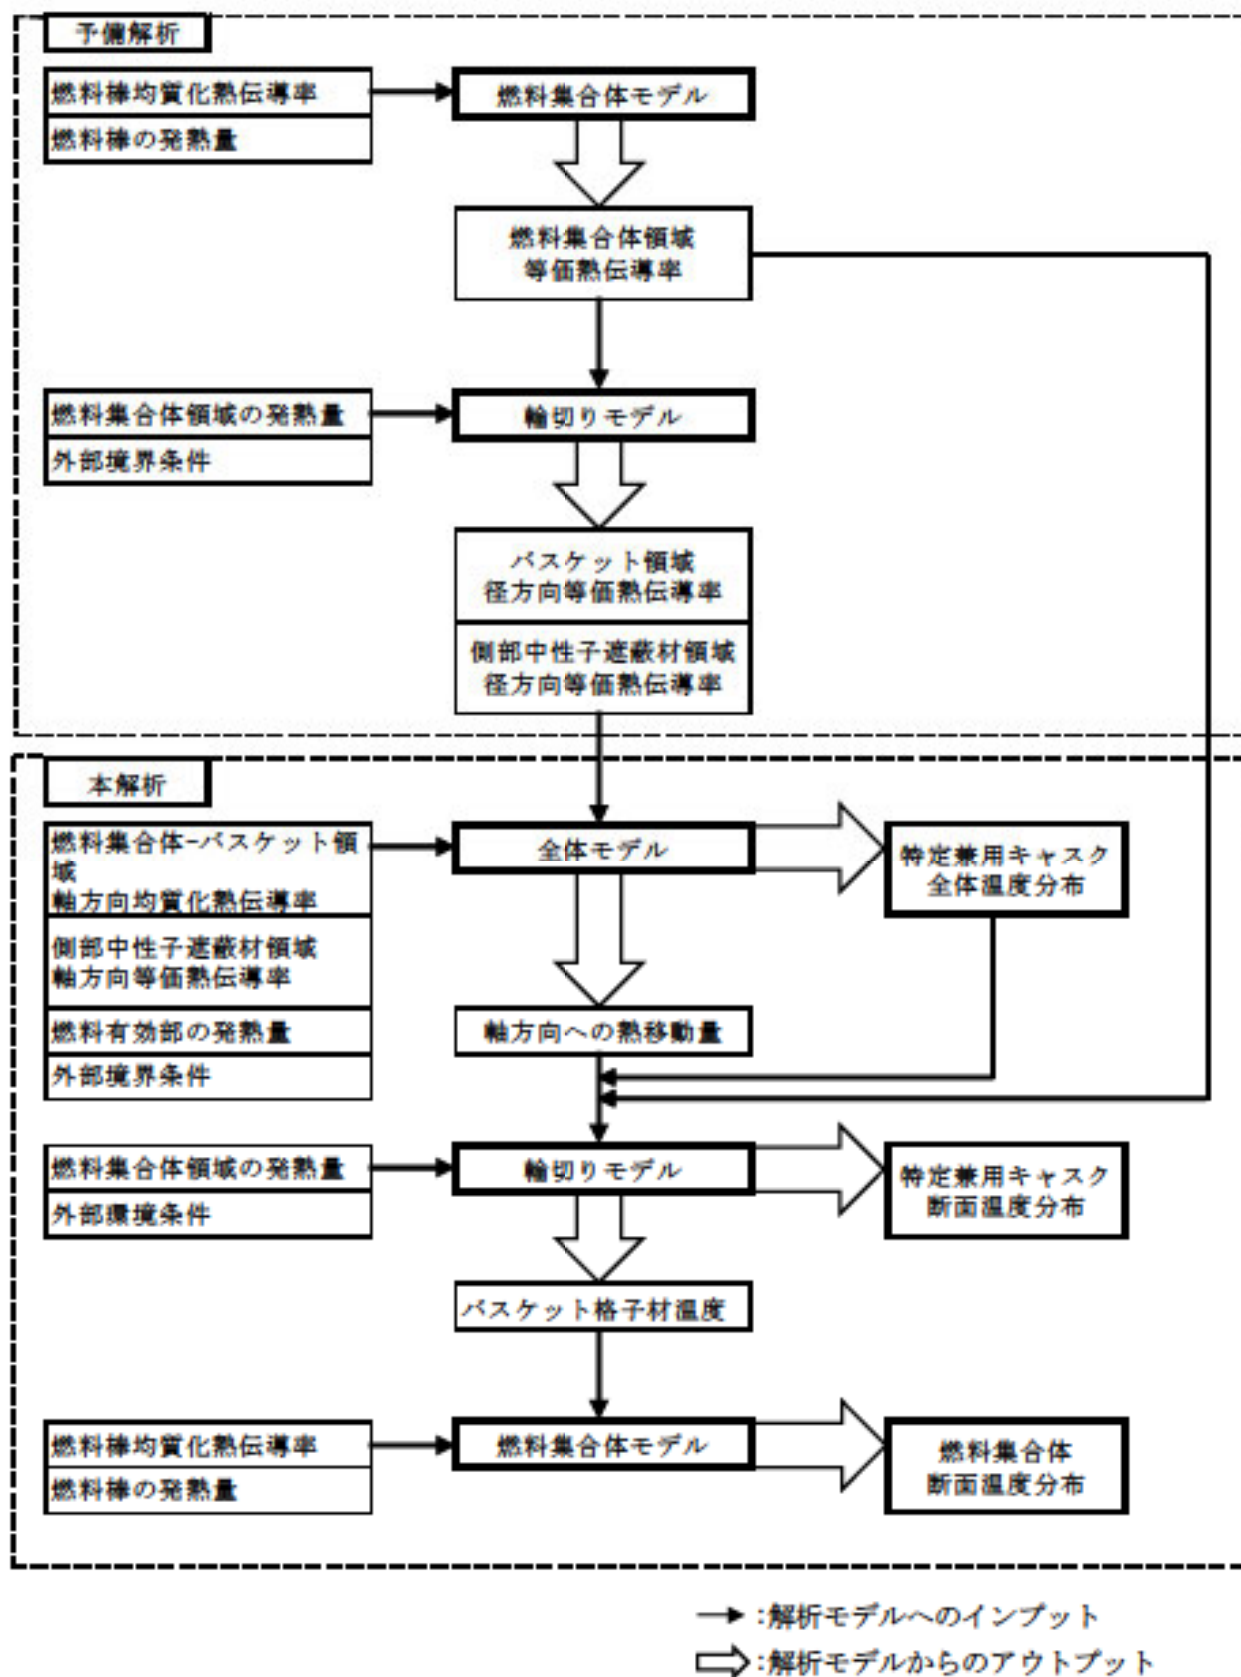 予備解析
燃料棒均質化熱伝導率
燃料棒の発熱量
燃料集合体モデル
燃料集合体領域
等価熱伝導率
燃料集合体領域の発熱量
外部境界条件
輪切りモデル
バスケット領域
径方向等価熱伝導率
側部中性子遮蔽材領域
径方向等価熱伝導率
本解析
燃料集合体-バスケット領
域
軸方向均質化熱伝導率
側部中性子遮蔽材領域
軸方向等価熱伝導率
燃料有効部の発熱量
外部境界条件
全体モデル
特定兼用キャスク
全体温度分布
軸方向への熱移動量
燃料集合体領域の発熱量
外部環境条件
輪切りモデル
特定兼用キャスク
断面温度分布
バスケット格子材温度
燃料棒均質化熱伝導率
燃料棒の発熱量
燃料集合体モデル
燃料集合体
断面温度分布
:解析モデルへのインプット
:解析モデルからのアウトプット